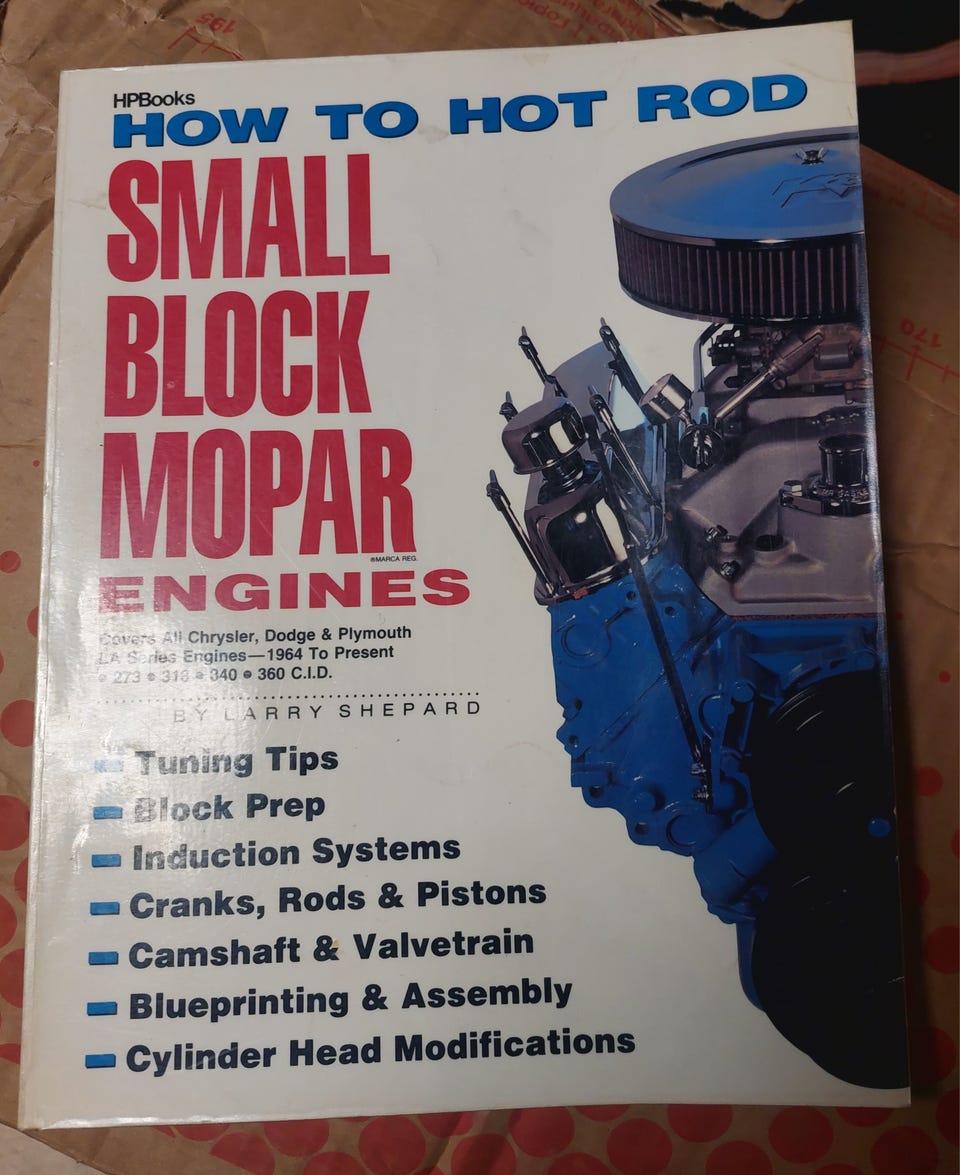 195
HPBooks
HOW TO HOT ROD
SMALL
BLOCK
MOPAR
®MARCA REG.
ENGINES
Covers All Chrysler, Dodge & Plymouth
LA Series Engines—1964 To Present
• 273 • 318 • 340 • 360 C.I.D.
BY LARRY SHEPARD
Tuning Tips
Block Prep
Induction Systems
Cranks, Rods & Pistons
Camshaft & Valvetrain
Blueprinting & Assembly
Cylinder Head Modifications
170